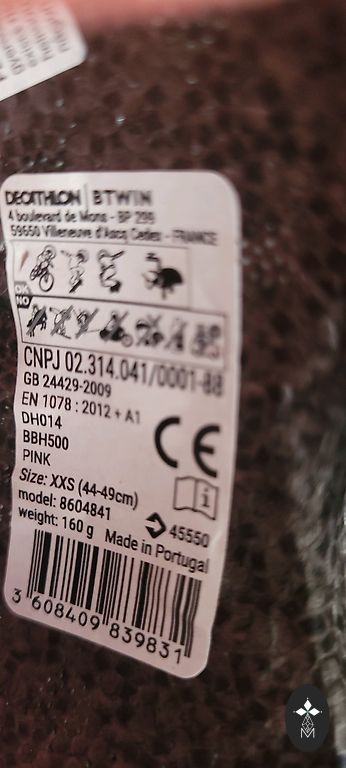 DECATHLON | BTWIN
4 boulevard de Mons - BP 299
59650 Villeneuve d'Ascq Cedex - FRANCE
OK
NO
CNPJ 02.314.041/0001-88
GB 24429-2009
EN 1078 : 2012 + A1
DH014
BBH500
PINK
CE
Size: XXS (44-49cm)
model: 8604841
weight: 160 g
i
45550
Made in Portugal
3 608409 839831
M